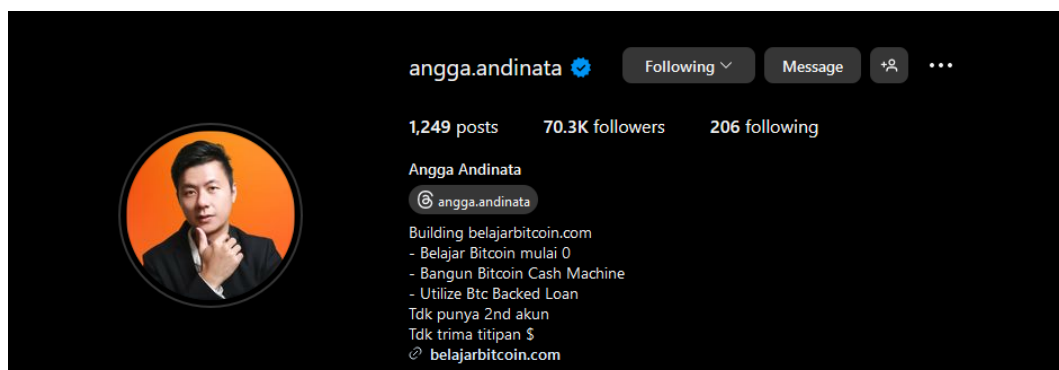 angga.andinata Following Message
1,249 posts 70.3K followers 206 following
Angga Andinata
angga.andinata
Building belajarbitcoin.com
- Belajar Bitcoin mulai 0
- Bangun Bitcoin Cash Machine
- Utilize Btc Backed Loan
Tdk punya 2nd akun
Tdk trima titipan $
belajarbitcoin.com